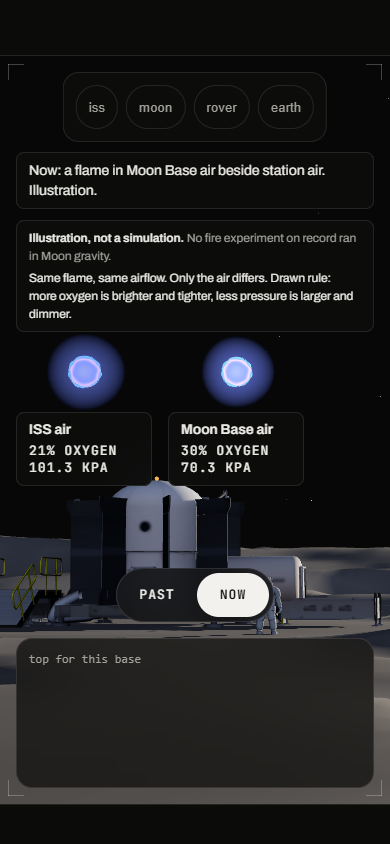 iss
moon
rover
earth
Now: a flame in Moon Base air beside station air.
Illustration.
Illustration, not a simulation. No fire experiment on record ran
in Moon gravity.
Same flame, same airflow. Only the air differs. Drawn rule:
more oxygen is brighter and tighter, less pressure is larger and
dimmer.
ISS air
21% OXYGEN
101.3 KPA
Moon Base air
30% OXYGEN
70.3 KPA
PAST
NOW
top for this base